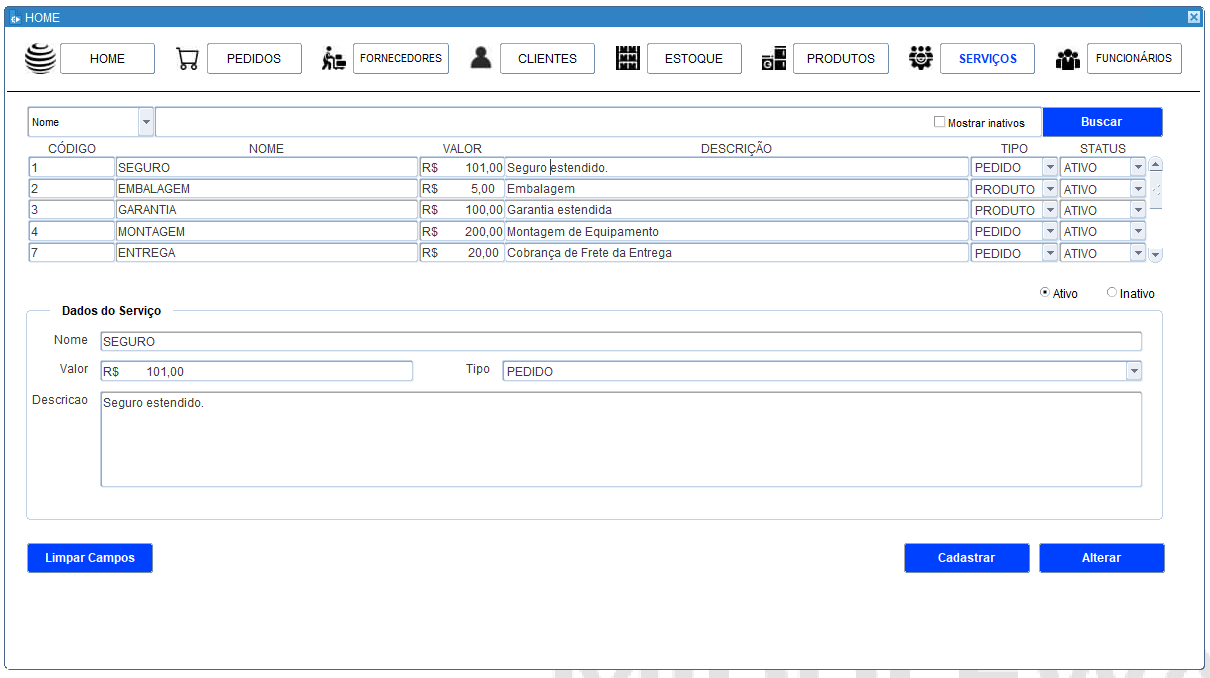 HOME
HOME PEDIDOS FORNECEDORES CLIENTES ESTOQUE PRODUTOS SERVIÇOS FUNCIONÁRIOS
Nome Mostrar inativos Buscar
CÓDIGO NOME VALOR DESCRIÇÃO TIPO STATUS
1 SEGURO R$ 101,00 Seguro estendido. PEDIDO ATIVO
2 EMBALAGEM R$ 5,00 Embalagem PRODUTO ATIVO
3 GARANTIA R$ 100,00 Garantia estendida PRODUTO ATIVO
4 MONTAGEM R$ 200,00 Montagem de Equipamento PEDIDO ATIVO
7 ENTREGA R$ 20,00 Cobrança de Frete da Entrega PEDIDO ATIVO
Ativo Inativo
Dados do Serviço
Nome SEGURO
Valor R$ 101,00 Tipo PEDIDO
Descricao Seguro estendido.
Limpar Campos Cadastrar Alterar